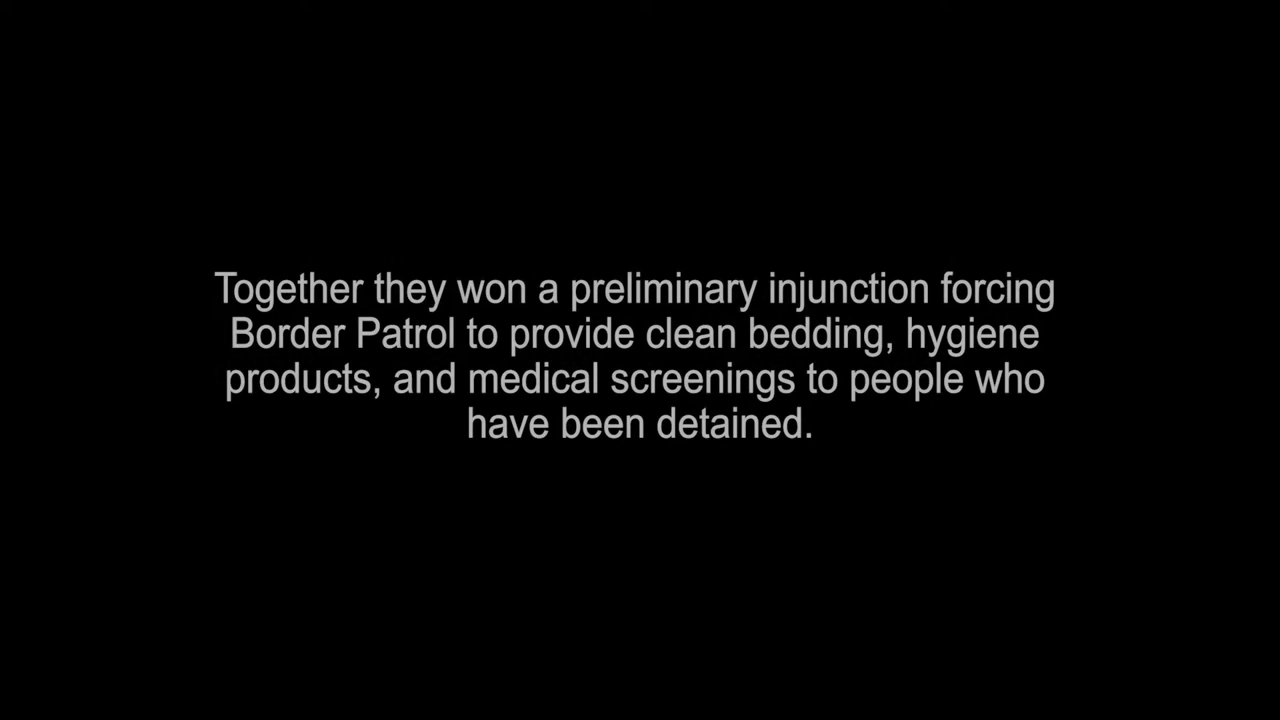 Together they won a preliminary injunction forcing
Border Patrol to provide clean bedding, hygiene
products, and medical screenings to people who
have been detained.